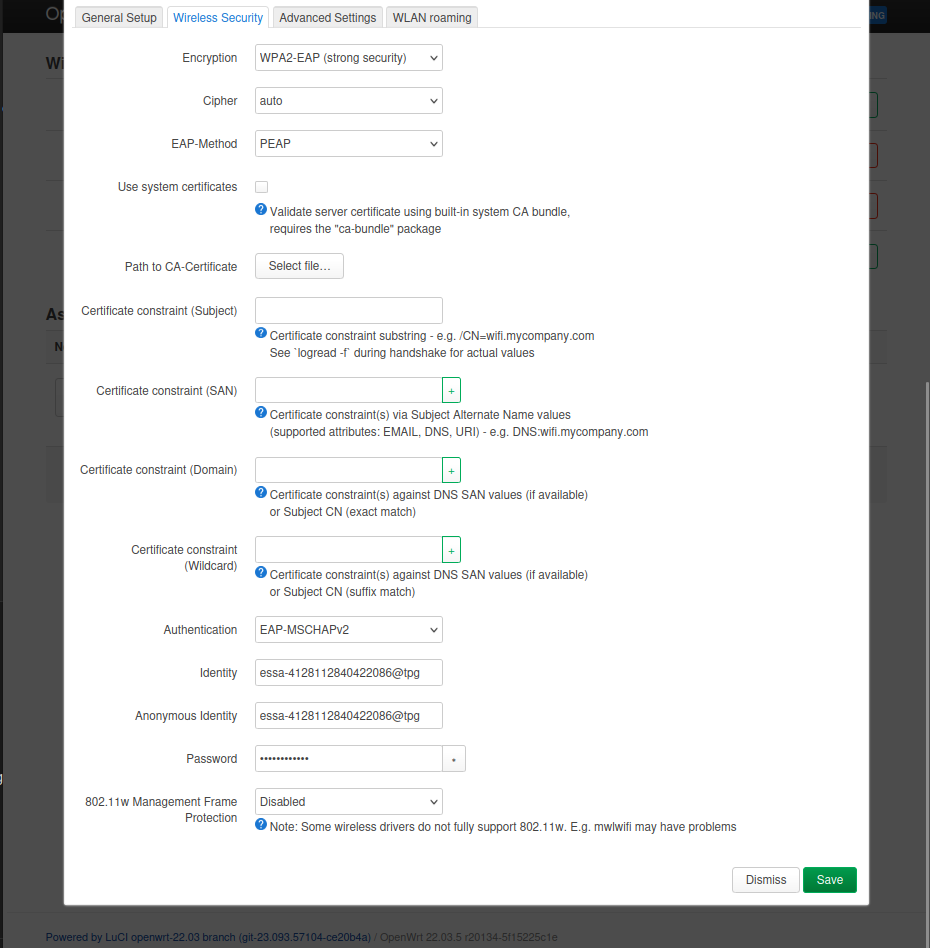 Op
ING
General Setup Wireless Security Advanced Settings WLAN roaming
Wi
Encryption WPA2-EAP (strong security)
Cipher auto
EAP-Method PEAP
Use system certificates
Validate server certificate using built-in system CA bundle,
requires the "ca-bundle" package
Path to CA-Certificate Select file…
As
Certificate constraint (Subject)
Certificate constraint substring - e.g. /CN=wifi.mycompany.com
See `logread -f` during handshake for actual values
N
Certificate constraint (SAN) +
Certificate constraint(s) via Subject Alternate Name values
(supported attributes: EMAIL, DNS, URI) - e.g. DNS:wifi.mycompany.com
Certificate constraint (Domain) +
Certificate constraint(s) against DNS SAN values (if available)
or Subject CN (exact match)
Certificate constraint
(Wildcard) +
Certificate constraint(s) against DNS SAN values (if available)
or Subject CN (suffix match)
Authentication EAP-MSCHAPv2
Identity essa-4128112840422086@tpg
Anonymous Identity essa-4128112840422086@tpg
Password ••••••••••••
802.11w Management Frame
Protection Disabled
Note: Some wireless drivers do not fully support 802.11w. E.g. mwlwifi may have problems
Dismiss Save
Powered by LuCI openwrt-22.03 branch (git-23.093.57104-ce20b4a) / OpenWrt 22.03.5 r20134-5f15225c1e